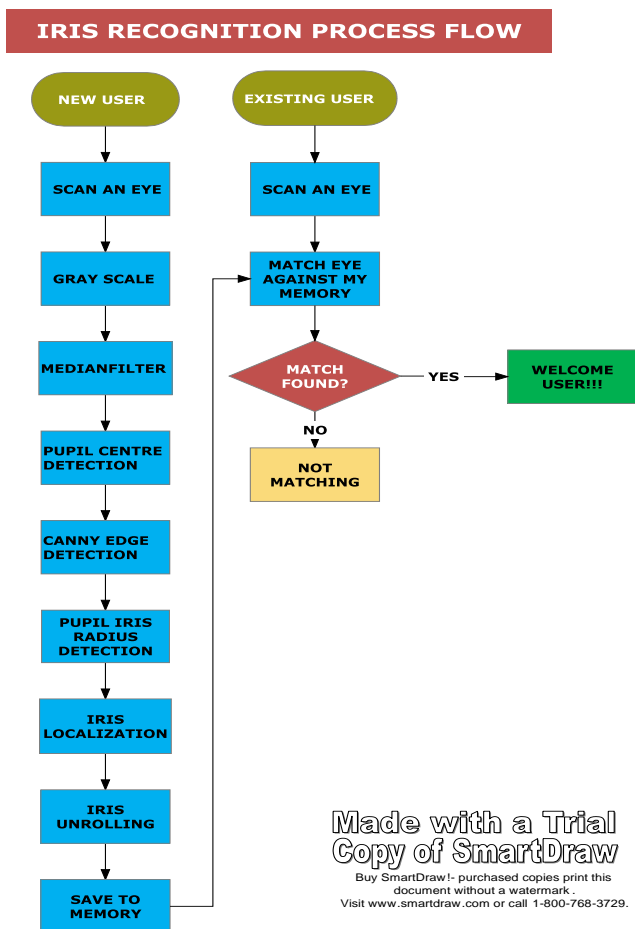 IRIS RECOGNITION PROCESS FLOW
NEW USER
SCAN AN EYE
GRAY SCALE
MEDIANFILTER
PUPIL CENTRE
DETECTION
CANNY EDGE
DETECTION
PUPIL IRIS
RADIUS
DETECTION
IRIS
LOCALIZATION
IRIS
UNROLLING
SAVE TO
MEMORY
EXISTING USER
SCAN AN EYE
MATCH EYE
AGAINST MY
MEMORY
MATCH
FOUND?
YES
WELCOME
USER!!!
NO
NOT
MATCHING
Made with a Trial
Copy of SmartDraw
Buy SmartDraw!- purchased copies print this
document without a watermark .
Visit www.smartdraw.com or call 1-800-768-3729.